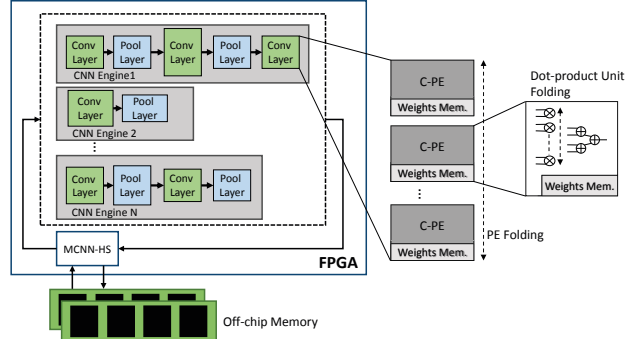 Conv
Layer
Pool
Layer
Conv
Layer
Pool
Layer
Conv
Layer
CNN Engine1
Conv
Layer
Pool
Layer
CNN Engine 2
Conv
Layer
Pool
Layer
Conv
Layer
Pool
Layer
CNN Engine N
MCNN-HS
FPGA
Off-chip Memory
C-PE
Weights Mem.
C-PE
Weights Mem.
C-PE
Weights Mem.
PE Folding
Dot-product Unit
Folding
Weights Mem.